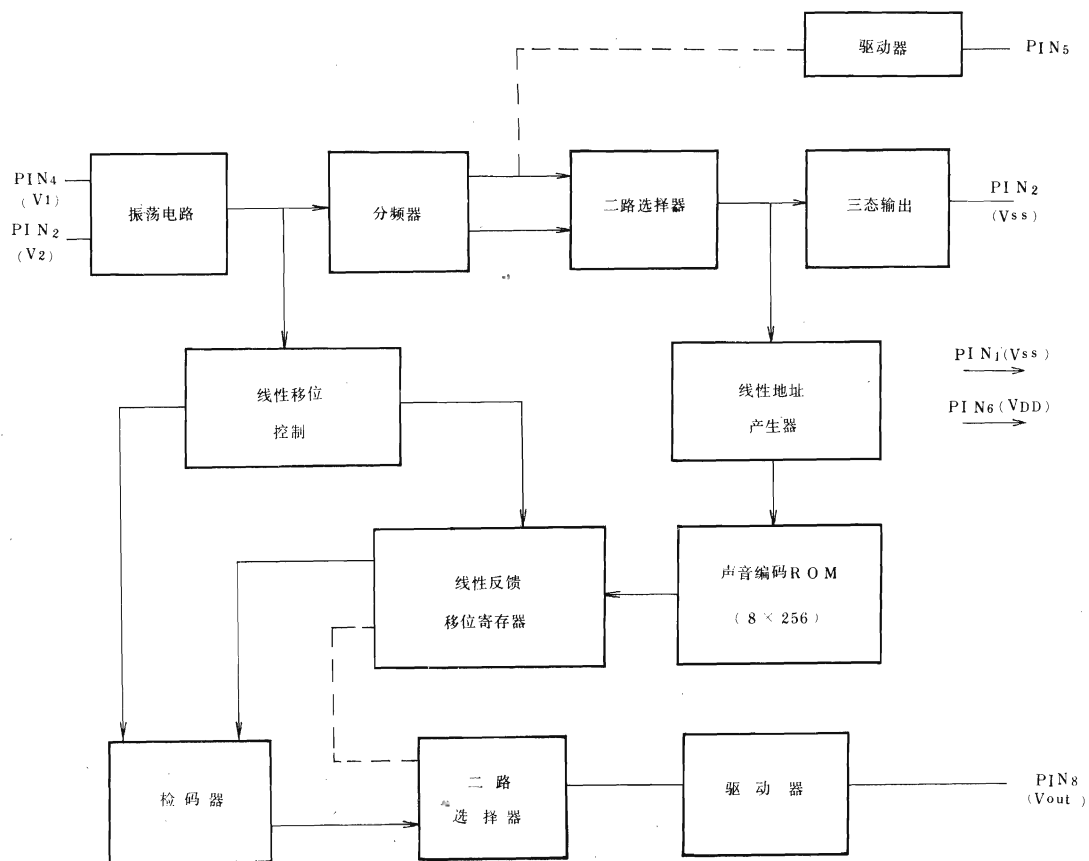 驱动器
PIN5
PIN4
(V1)
PIN2
(V2)
振荡电路
分频器
二路选择器
三态输出
PIN2
(Vss)
线性移位
控制
线性地址
产生器
PIN1(Vss)
PIN6(VDD)
线性反馈
移位寄存器
声音编码ROM
(8×256)
检码器
二路
选择器
驱动器
PIN8
(Vout)